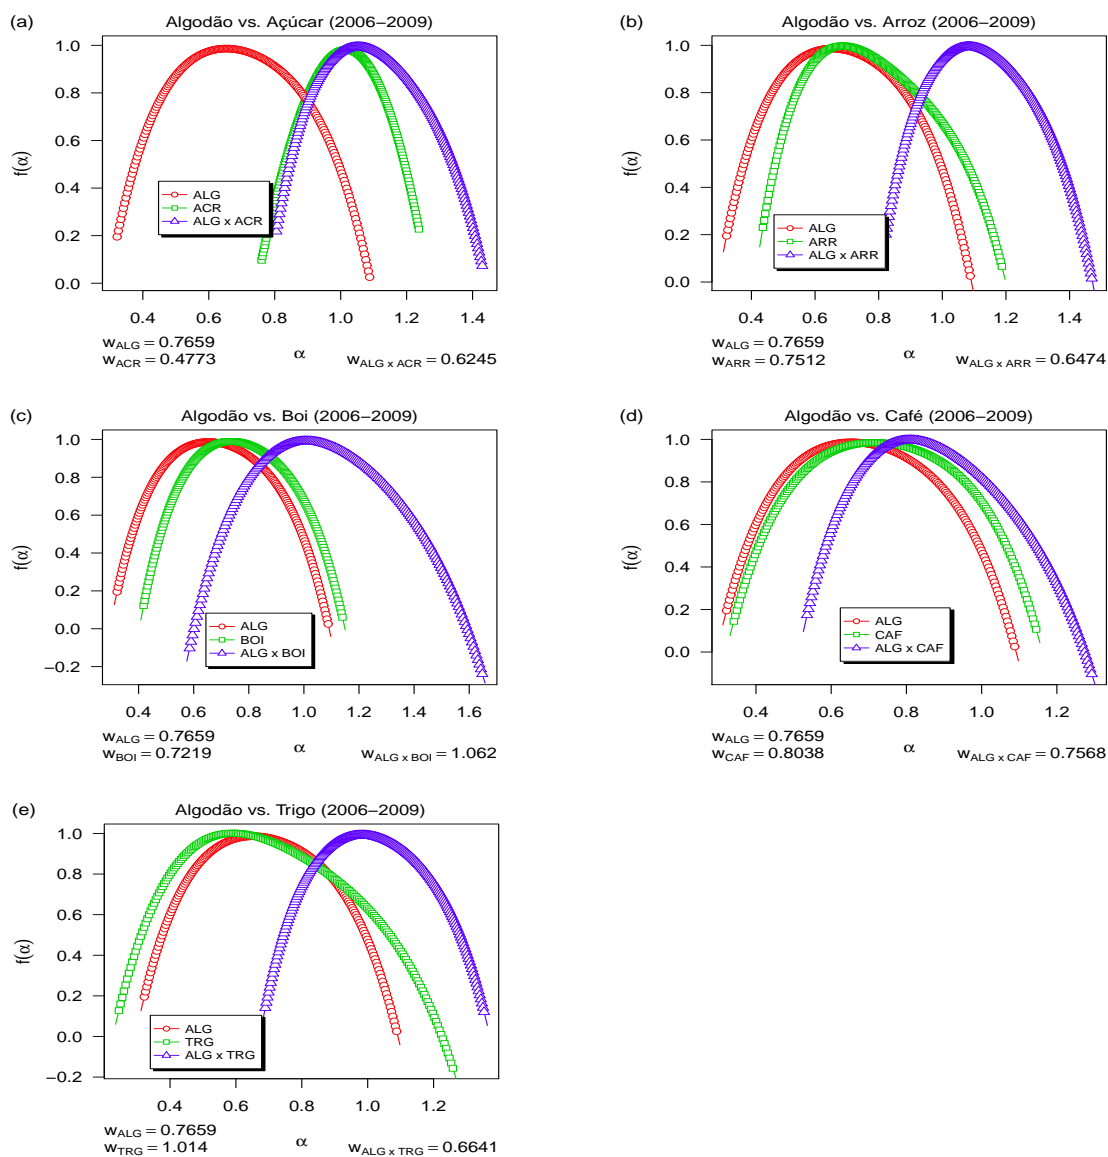 (a)
Algodão vs. Açúcar (2006−2009)
f(α)
1.0
0.8
0.6
0.4
0.2
0.0
ALG
ACR
ALG x ACR
0.4 0.6 0.8 1.0 1.2 1.4
α
wALG = 0.7659
wACR = 0.4773
wALG x ACR = 0.6245
(b)
Algodão vs. Arroz (2006−2009)
f(α)
1.0
0.8
0.6
0.4
0.2
0.0
ALG
ARR
ALG x ARR
0.4 0.6 0.8 1.0 1.2 1.4
α
wALG = 0.7659
wARR = 0.7512
wALG x ARR = 0.6474
(c)
Algodão vs. Boi (2006−2009)
f(α)
1.0
0.8
0.6
0.4
0.2
0.0
−0.2
ALG
BOI
ALG x BOI
0.4 0.6 0.8 1.0 1.2 1.4 1.6
α
wALG = 0.7659
wBOI = 0.7219
wALG x BOI = 1.062
(d)
Algodão vs. Café (2006−2009)
f(α)
1.0
0.8
0.6
0.4
0.2
0.0
ALG
CAF
ALG x CAF
0.4 0.6 0.8 1.0 1.2
α
wALG = 0.7659
wCAF = 0.8038
wALG x CAF = 0.7568
(e)
Algodão vs. Trigo (2006−2009)
f(α)
1.0
0.8
0.6
0.4
0.2
0.0
−0.2
ALG
TRG
ALG x TRG
0.4 0.6 0.8 1.0 1.2
α
wALG = 0.7659
wTRG = 1.014
wALG x TRG = 0.6641